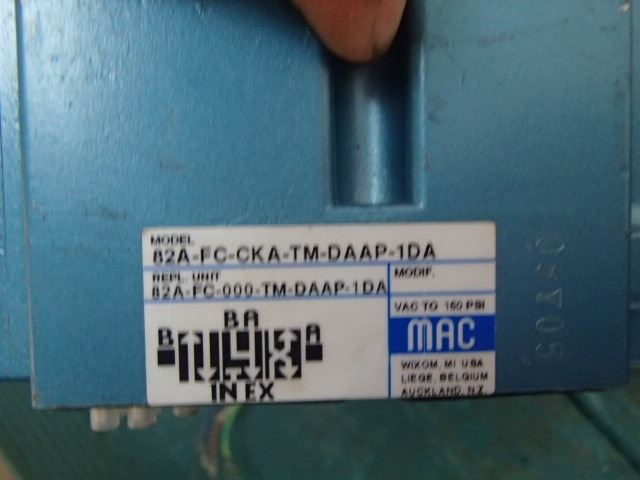 MODEL
82A-FC-CKA-TM-DAAP-1DA
REPL. UNIT
82A-FC-000-TM-DAAP-1DA
MODIF.
VAC TO 150 PSI
MAC
WIXOM, MI USA
LIEGE, BELGIUM
AUCKLAND, N.Z.
B A
B
A
IN EX